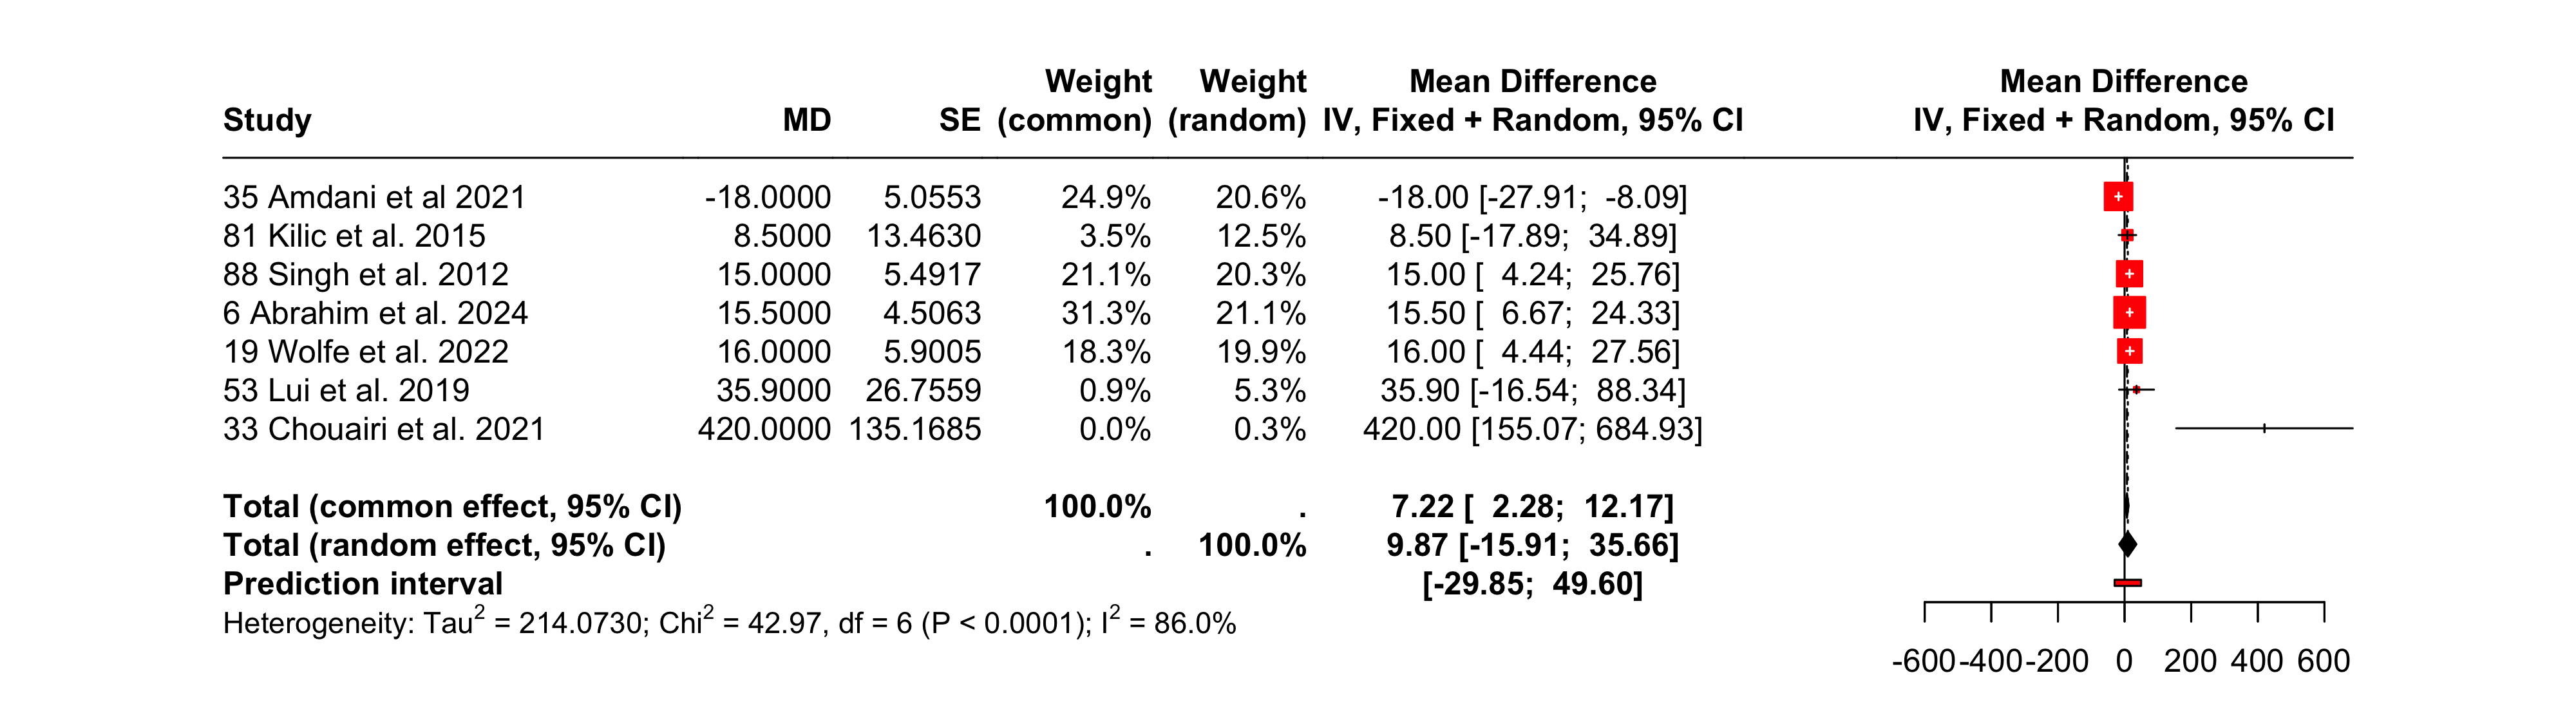 Weight Weight Mean Difference Mean Difference
Study MD SE (common) (random) IV, Fixed + Random, 95% CI IV, Fixed + Random, 95% CI
35 Amdani et al 2021 -18.0000 5.0553 24.9% 20.6% -18.00 [-27.91; -8.09]
81 Kilic et al. 2015 8.5000 13.4630 3.5% 12.5% 8.50 [-17.89; 34.89]
88 Singh et al. 2012 15.0000 5.4917 21.1% 20.3% 15.00 [ 4.24; 25.76]
6 Abrahim et al. 2024 15.5000 4.5063 31.3% 21.1% 15.50 [ 6.67; 24.33]
19 Wolfe et al. 2022 16.0000 5.9005 18.3% 19.9% 16.00 [ 4.44; 27.56]
53 Lui et al. 2019 35.9000 26.7559 0.9% 5.3% 35.90 [-16.54; 88.34]
33 Chouairi et al. 2021 420.0000 135.1685 0.0% 0.3% 420.00 [155.07; 684.93]
Total (common effect, 95% CI) 100.0% . 7.22 [ 2.28; 12.17]
Total (random effect, 95% CI) . 100.0% 9.87 [-15.91; 35.66]
Prediction interval [-29.85; 49.60]
Heterogeneity: Tau² = 214.0730; Chi² = 42.97, df = 6 (P < 0.0001); I² = 86.0%
-600 -400 -200 0 200 400 600